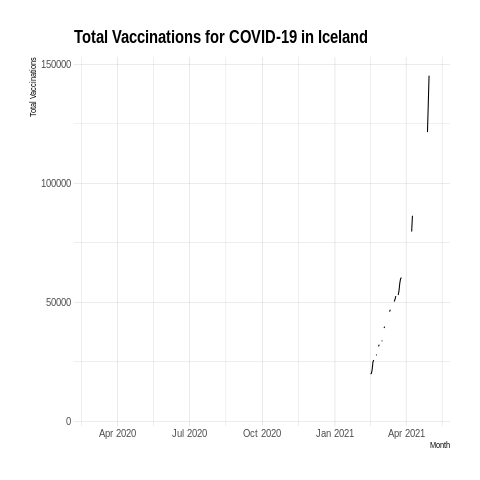 Total Vaccinations for COVID-19 in Iceland
Total Vaccinations
150000
100000
50000
0
Apr 2020 Jul 2020 Oct 2020 Jan 2021 Apr 2021
Month